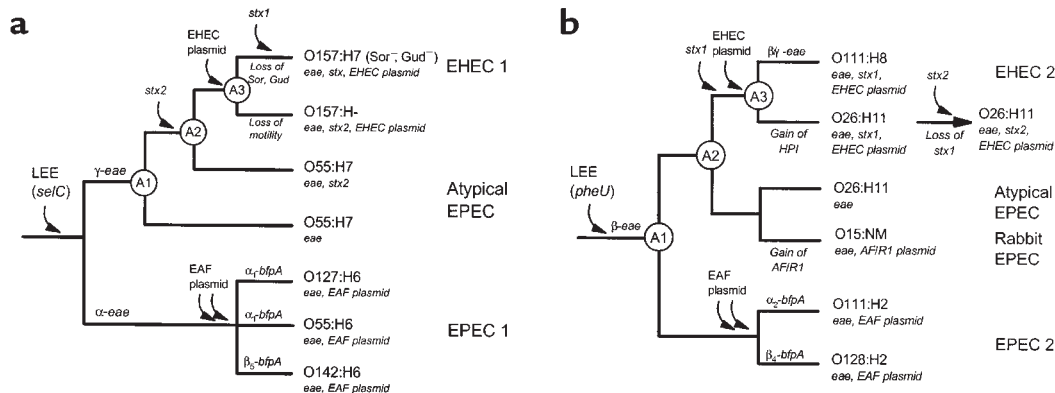 a
stx1
EHEC
plasmid
O157:H7 (Sor⁻, Gud⁻)
eae, stx, EHEC plasmid
EHEC 1
Loss of
Sor, Gud
A3
stx2
O157:H-
eae, stx2, EHEC plasmid
Loss of
motility
A2
LEE
(selC)
γ-eae
A1
O55:H7
eae, stx2
Atypical
EPEC
O55:H7
eae
EAF
plasmid
α₁-bfpA
O127:H6
eae, EAF plasmid
α-eae
α₁-bfpA
O55:H6
eae, EAF plasmid
EPEC 1
β₅-bfpA
O142:H6
eae, EAF plasmid
b
stx1
EHEC
plasmid
βγ-eae
O111:H8
eae, stx1,
EHEC plasmid
EHEC 2
A3
stx2
O26:H11
eae, stx1,
EHEC plasmid
Gain of
HPI
Loss of
stx1
O26:H11
eae, stx2,
EHEC plasmid
A2
LEE
(pheU)
β-eae
A1
O26:H11
eae
Atypical
EPEC
O15:NM
eae, AF/R1 plasmid
Rabbit
EPEC
Gain of
AF/R1
EAF
plasmid
α₂-bfpA
O111:H2
eae, EAF plasmid
EPEC 2
β₄-bfpA
O128:H2
eae, EAF plasmid